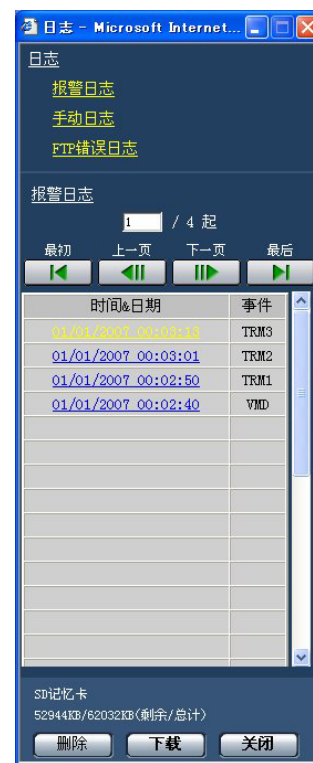 日志 - Microsoft Internet...
日志
报警日志
手动日志
FTP错误日志
报警日志
1 / 4 起
最初 上一页 下一页 最后
时间&日期 事件
01/01/2007 00:03:13 TRM3
01/01/2007 00:03:01 TRM2
01/01/2007 00:02:50 TRM1
01/01/2007 00:02:40 VMD
SD记忆卡
52944KB/62032KB(剩余/总计)
删除 下载 关闭